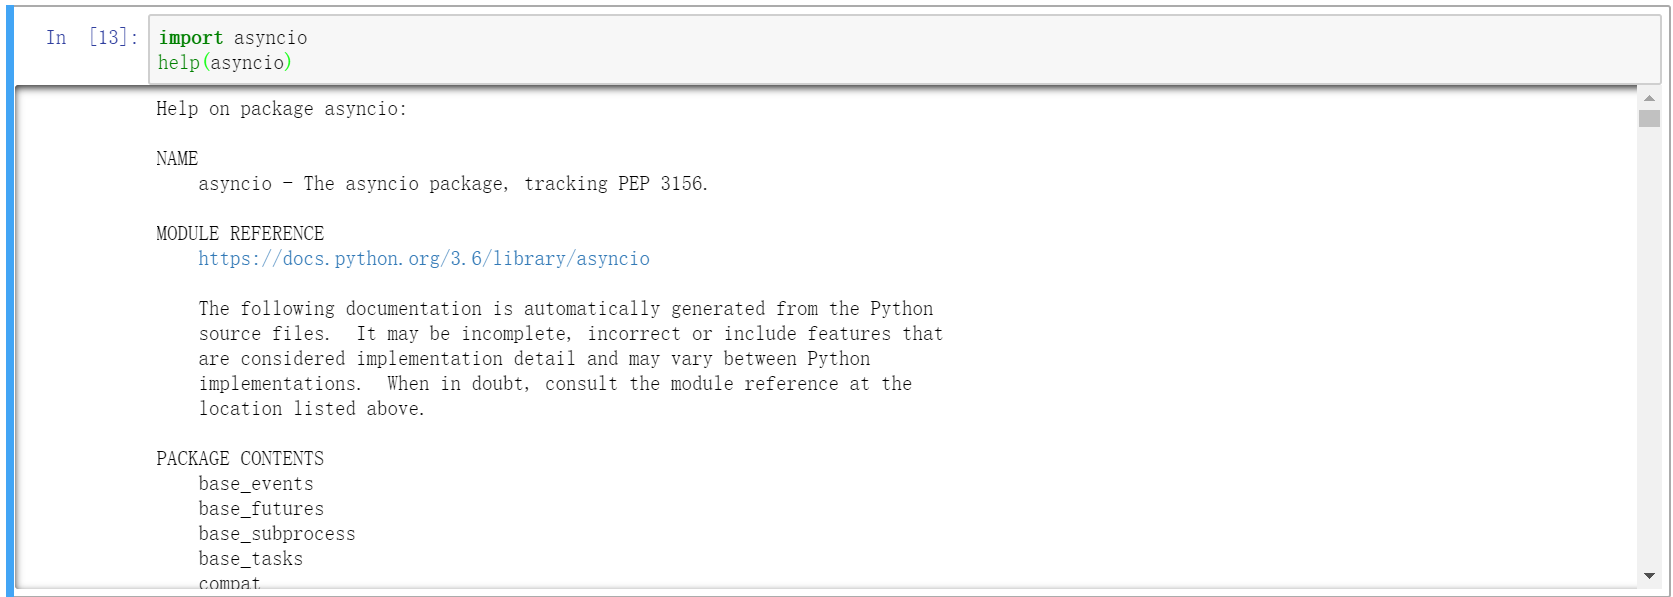 In [13]: import asyncio
help(asyncio)
Help on package asyncio:
NAME
asyncio - The asyncio package, tracking PEP 3156.
MODULE REFERENCE
https://docs.python.org/3.6/library/asyncio
The following documentation is automatically generated from the Python
source files.  It may be incomplete, incorrect or include features that
are considered implementation detail and may vary between Python
implementations.  When in doubt, consult the module reference at the
location listed above.
PACKAGE CONTENTS
base_events
base_futures
base_subprocess
base_tasks
compat